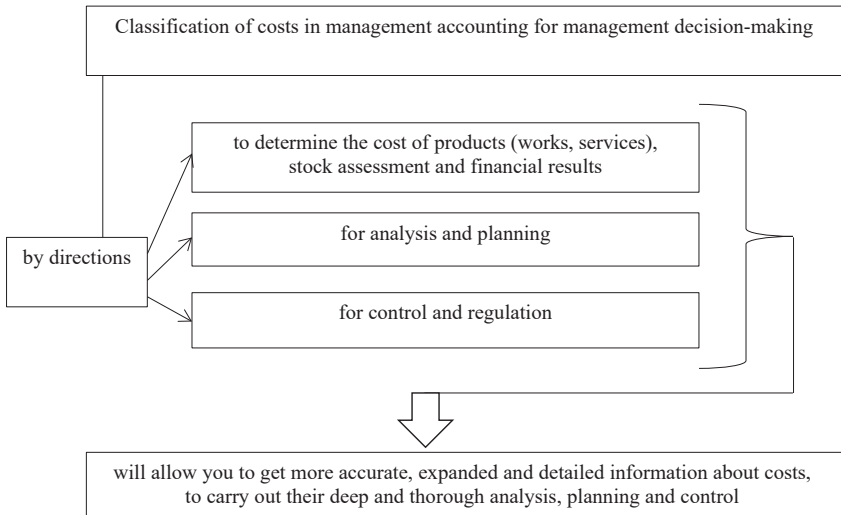 Classification of costs in management accounting for management decision-making
to determine the cost of products (works, services),
stock assessment and financial results
by directions
for analysis and planning
for control and regulation
will allow you to get more accurate, expanded and detailed information about costs,
to carry out their deep and thorough analysis, planning and control